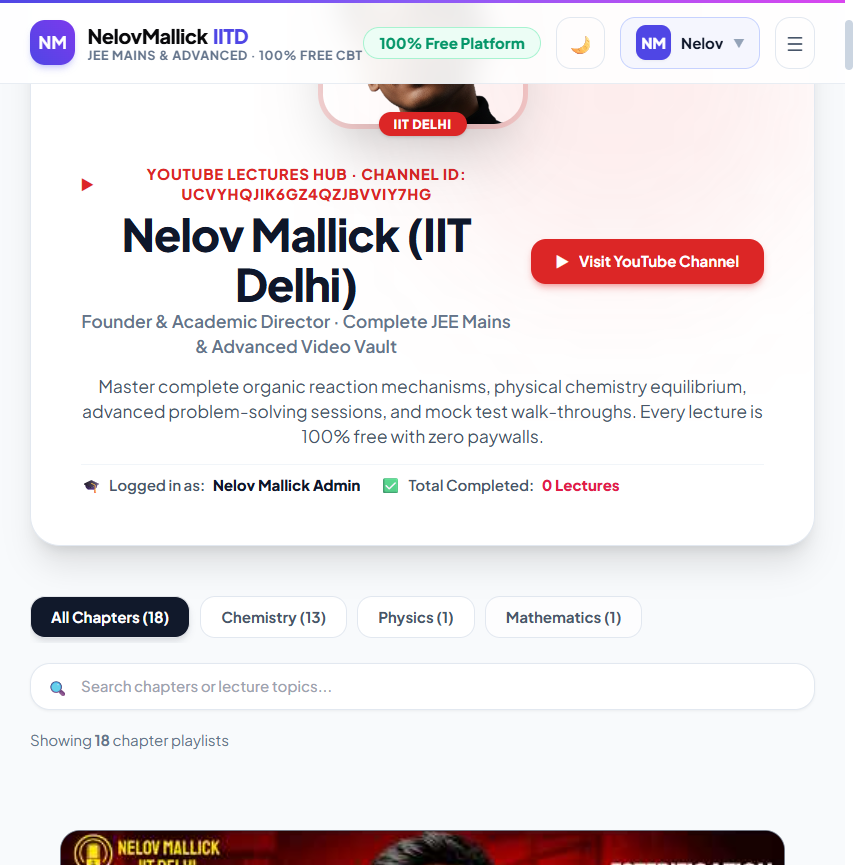 NM
NelovMallick IITD
JEE MAINS & ADVANCED · 100% FREE CBT
100% Free Platform
NM
Nelov
IIT DELHI
YOUTUBE LECTURES HUB · CHANNEL ID:
UCVYHQJIK6GZ4QZJBVVIY7HG
Nelov Mallick (IIT
Delhi)
Visit YouTube Channel
Founder & Academic Director · Complete JEE Mains
& Advanced Video Vault
Master complete organic reaction mechanisms, physical chemistry equilibrium,
advanced problem-solving sessions, and mock test walk-throughs. Every lecture is
100% free with zero paywalls.
Logged in as: Nelov Mallick Admin Total Completed: 0 Lectures
All Chapters (18)
Chemistry (13)
Physics (1)
Mathematics (1)
Search chapters or lecture topics...
Showing 18 chapter playlists
NELOV MALLICK
IIT DELHI